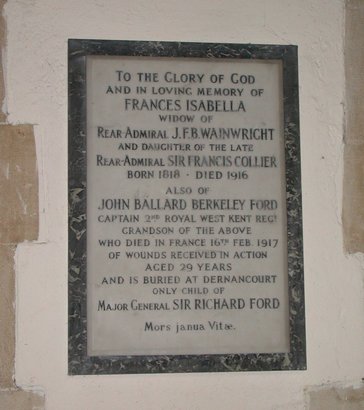 TO THE GLORY OF GOD
AND IN LOVING MEMORY OF
FRANCES ISABELLA
WIDOW OF
REAR-ADMIRAL J.F.B. WAINWRIGHT
AND DAUGHTER OF THE LATE
REAR-ADMIRAL SIR FRANCIS COLLIER
BORN 1818 · DIED 1916
ALSO OF
JOHN BALLARD BERKELEY FORD
CAPTAIN 2ND ROYAL WEST KENT REGT
GRANDSON OF THE ABOVE
WHO DIED IN FRANCE 16TH FEB. 1917
OF WOUNDS RECEIVED IN ACTION
AGED 29 YEARS
AND IS BURIED AT DERNANCOURT
ONLY CHILD OF
MAJOR GENERAL SIR RICHARD FORD
Mors janua Vitæ.